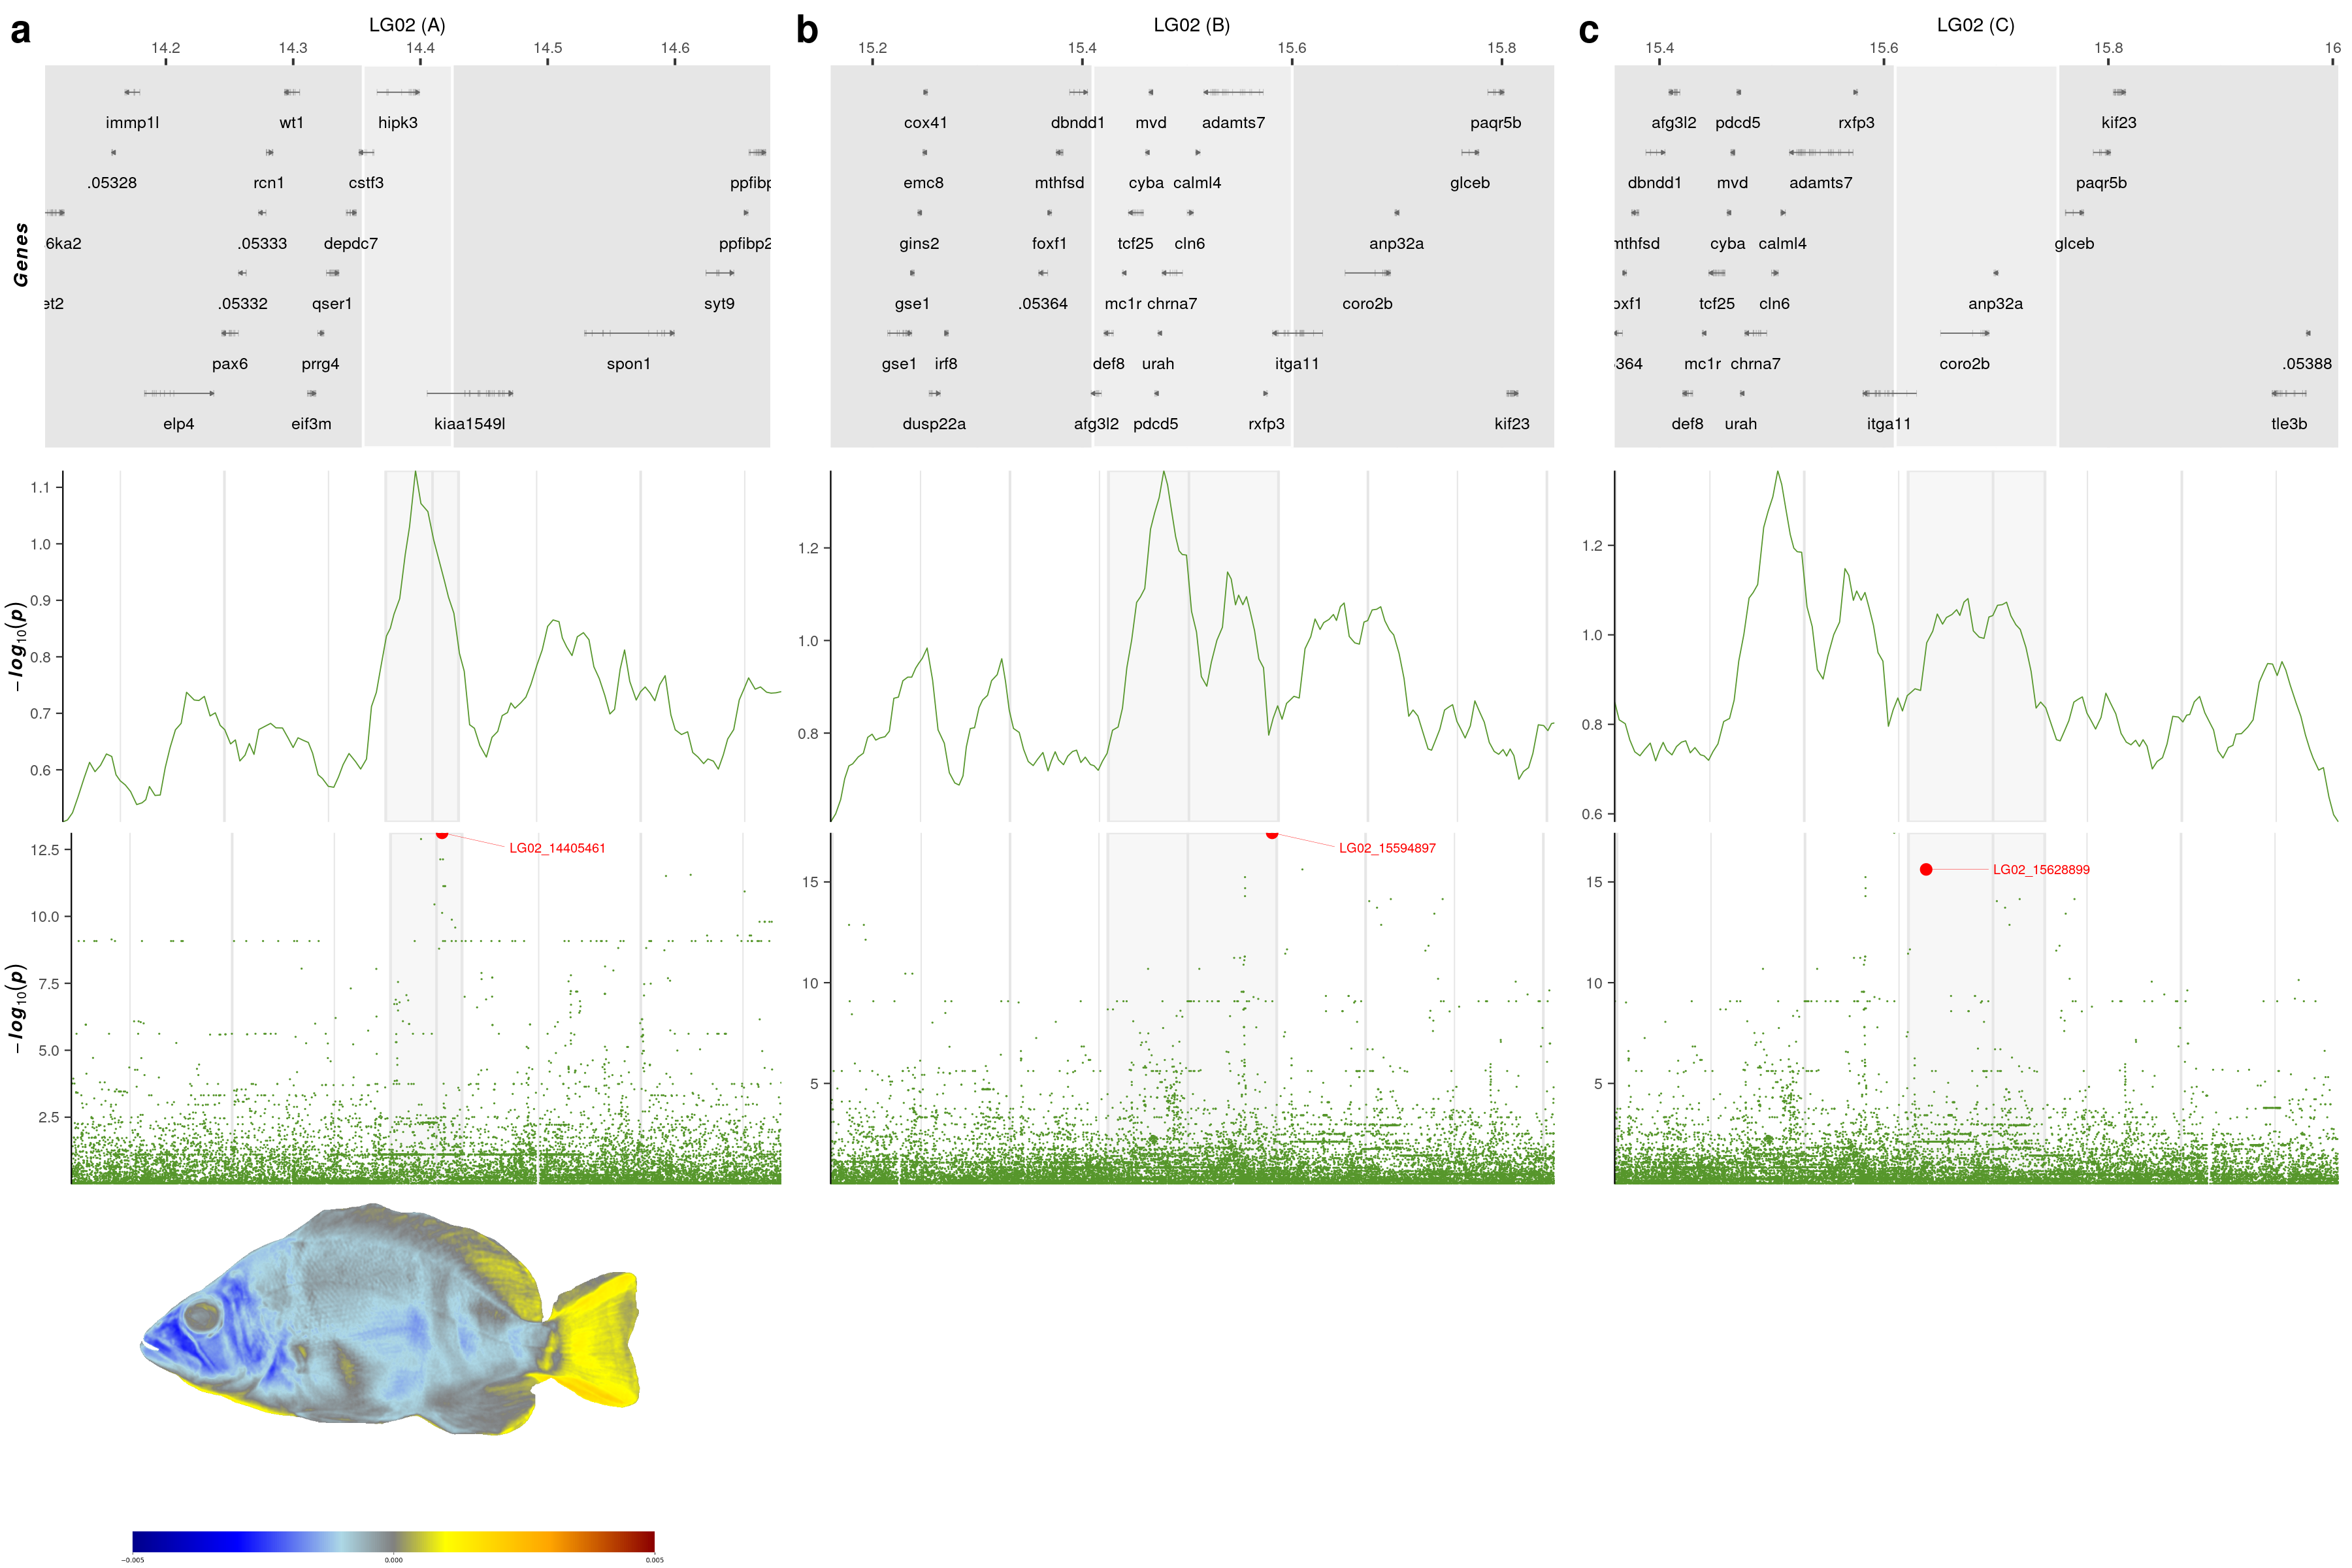 a LG02 (A)
14.2 14.3 14.4 14.5 14.6
Genes
immp1l wt1 hipk3
.05328 rcn1 cstf3 ppfibp
6ka2 .05333 depdc7 ppfibp2
et2 .05332 qser1 syt9
pax6 prrg4 spon1
elp4 eif3m kiaa1549l
−log10(p)
1.1
1.0
0.9
0.8
0.7
0.6
−log10(p)
12.5
10.0
7.5
5.0
2.5
LG02_14405461
b LG02 (B)
15.2 15.4 15.6 15.8
cox41 dbndd1 mvd adamts7 paqr5b
emc8 mthfsd cyba calml4 glceb
gins2 foxf1 tcf25 cln6 anp32a
gse1 .05364 mc1r chrna7 coro2b
gse1 irf8 def8 urah itga11
dusp22a afg3l2 pdcd5 rxfp3 kif23
1.2
1.0
0.8
15
10
5
LG02_15594897
c LG02 (C)
15.4 15.6 15.8 16
afg3l2 pdcd5 rxfp3 kif23
dbndd1 mvd adamts7 paqr5b
mthfsd cyba calml4 glceb
oxf1 tcf25 cln6 anp32a
364 mc1r chrna7 coro2b .05388
def8 urah itga11 tle3b
1.2
1.0
0.8
0.6
15
10
5
LG02_15628899
−0.005 0.000 0.005